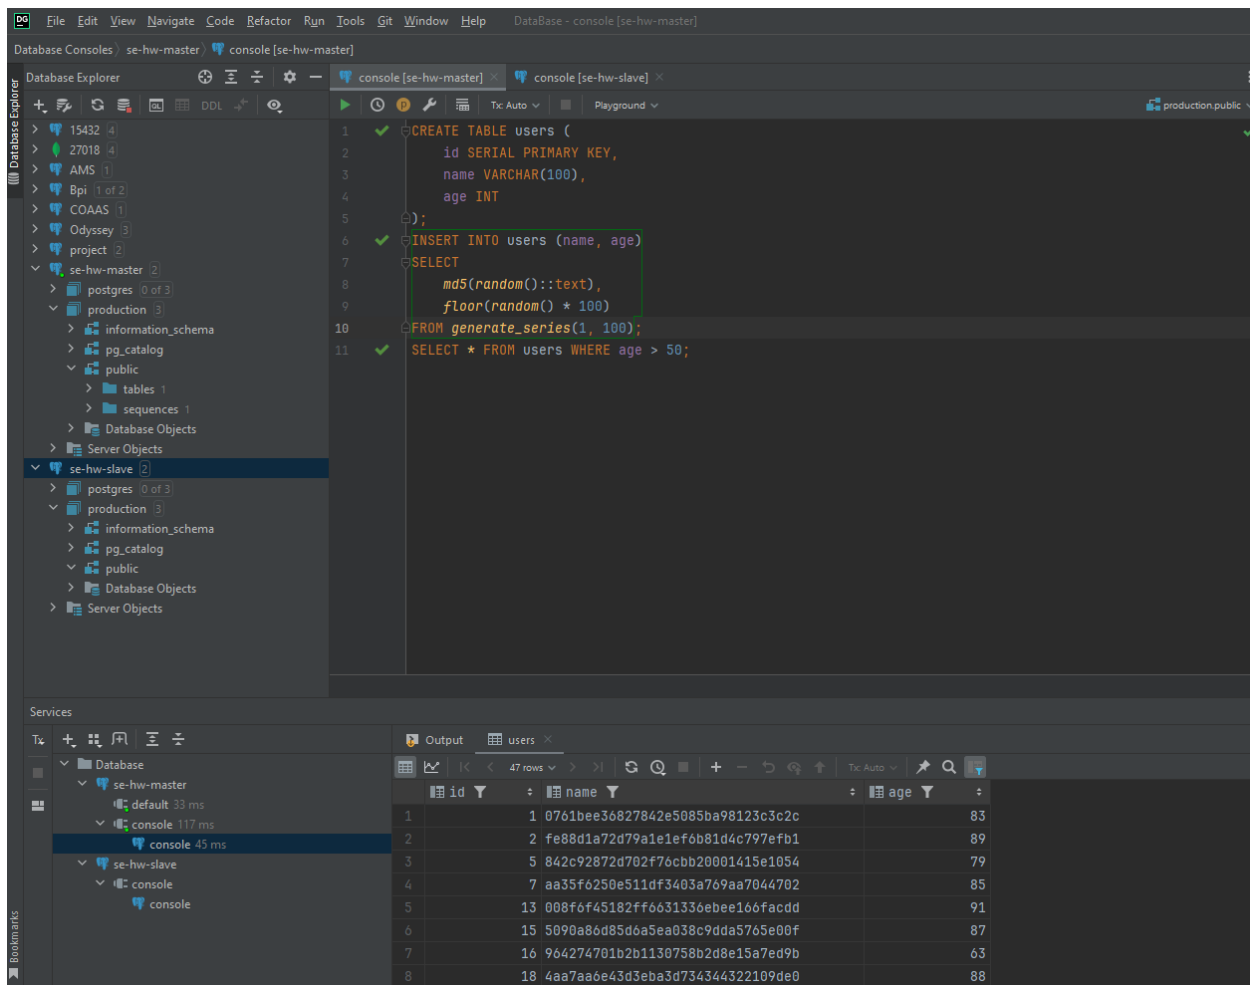 DG File Edit View Navigate Code Refactor Run Tools Git Window Help DataBase - console [se-hw-master]
Database Consoles se-hw-master console [se-hw-master]
Database Explorer
Database Explorer
console [se-hw-master] console [se-hw-slave]
QL DDL
Tx: Auto Playground production.public
15432 4
27018 4
AMS 1
Bpi 1 of 2
COAAS 1
Odyssey 3
project 2
se-hw-master 2
postgres 0 of 3
production 3
information_schema
pg_catalog
public
tables 1
sequences 1
Database Objects
Server Objects
se-hw-slave 2
postgres 0 of 3
production 3
information_schema
pg_catalog
public
Database Objects
Server Objects
1 CREATE TABLE users (
2 id SERIAL PRIMARY KEY,
3 name VARCHAR(100),
4 age INT
5 );
6 INSERT INTO users (name, age)
7 SELECT
8 md5(random()::text),
9 floor(random() * 100)
10 FROM generate_series(1, 100);
11 SELECT * FROM users WHERE age > 50;
Services
Tx
Database
se-hw-master
default 33 ms
console 117 ms
console 45 ms
se-hw-slave
console
console
Output users
47 rows Tx: Auto
id name age
1 1 0761bee36827842e5085ba98123c3c2c 83
2 2 fe88d1a72d79a1e1ef6b81d4c797efb1 89
3 5 842c92872d702f76cbb20001415e1054 79
4 7 aa35f6250e511df3403a769aa7044702 85
5 13 008f6f45182ff6631336ebee166facdd 91
6 15 5090a86d85d6a5ea038c9dda5765e00f 87
7 16 964274701b2b1130758b2d8e15a7ed9b 63
8 18 4aa7aa6e43d3eba3d734344322109de0 88
Bookmarks